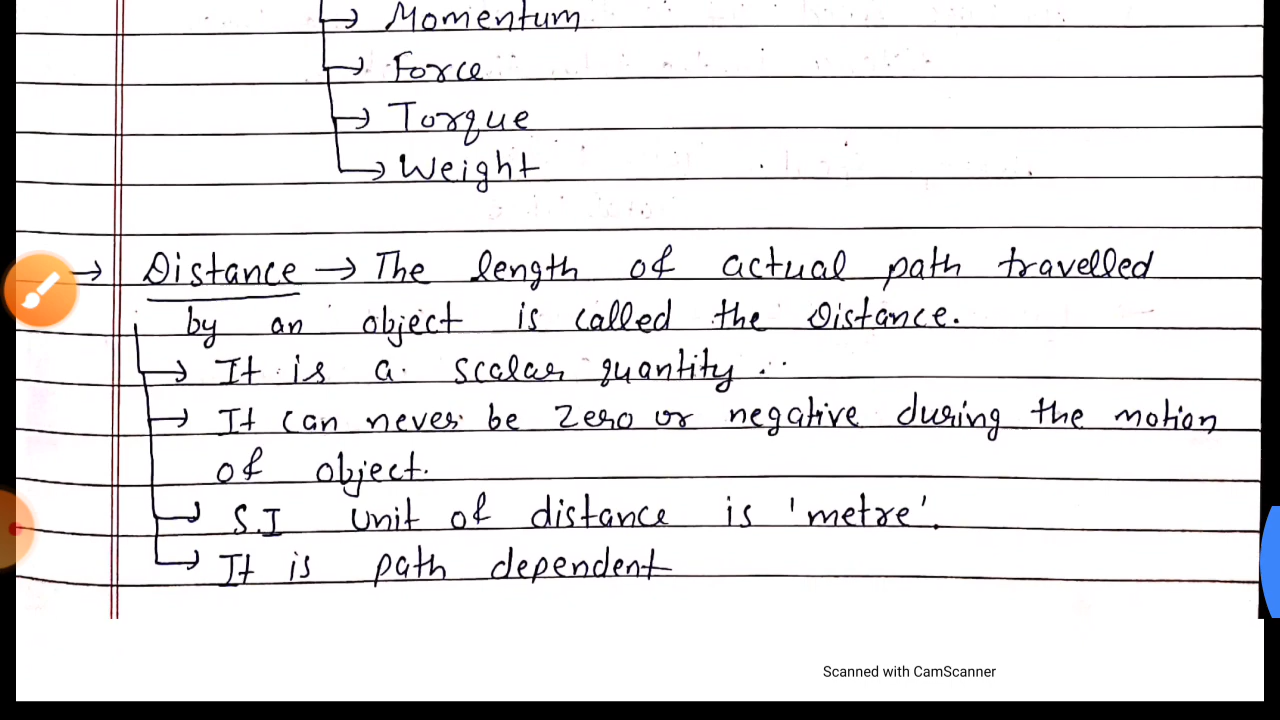 → Momentum
→ Force
→ Torque
→ Weight
→ Distance → The length of actual path travelled
by an object is called the Distance.
→ It is a scalar quantity.
→ It can never be zero or negative during the motion
of object.
→ S.I unit of distance is 'metre'.
→ It is path dependent
Scanned with CamScanner